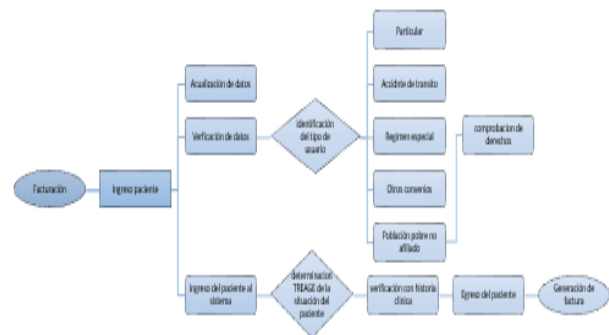 Particular
Acualización de datos
Accidnte de transito
Verficación de datos
identificación
del tipo de
usuario
Regimen especial
comprobacion de
derechos
Facturación
Ingreso paciente
Otros convenios
Población pobre no
afiliado
Ingreso del paciente al
sistema
determinacion
TREAGE de la
situación del
paciente
verificación con historia
clinica
Egreso del paciente
Generación de
factura